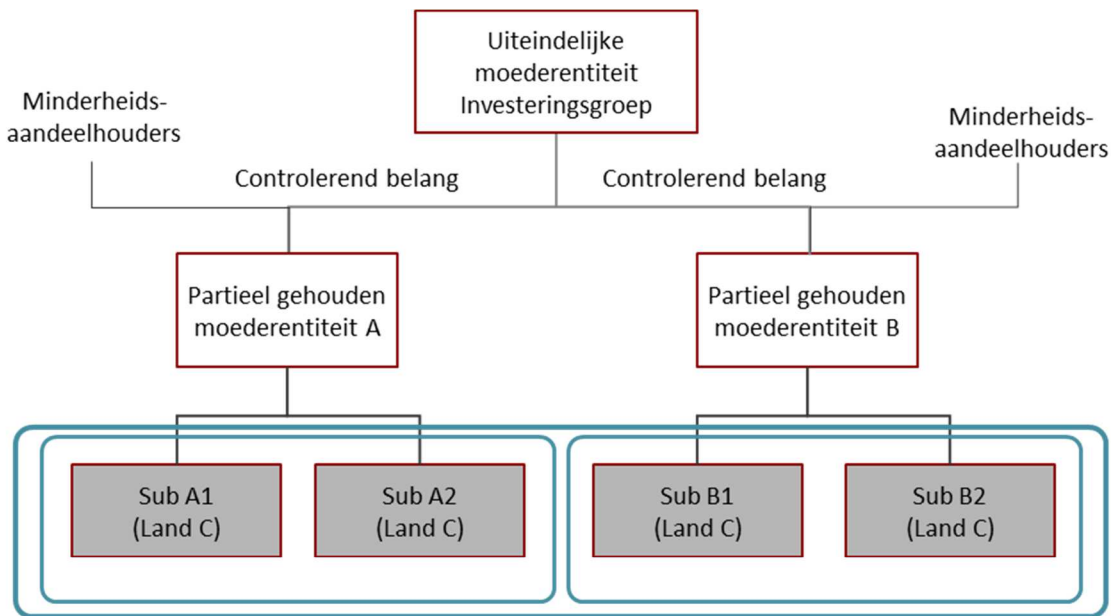 Uiteindelijke
moederentiteit
Investeringsgroep
Minderheids-
aandeelhouders
Minderheids-
aandeelhouders
Controlerend belang
Controlerend belang
Partieel gehouden
moederentiteit A
Partieel gehouden
moederentiteit B
Sub A1
(Land C)
Sub A2
(Land C)
Sub B1
(Land C)
Sub B2
(Land C)